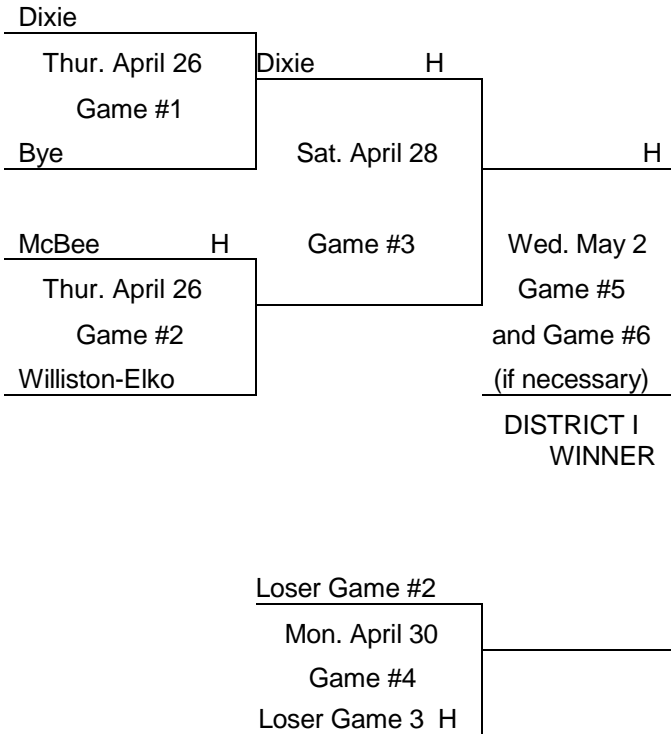 Dixie
Thur. April 26
Game #1
Bye
Dixie H
Sat. April 28
Game #3
McBee H
Thur. April 26
Game #2
Williston-Elko
H
Wed. May 2
Game #5
and Game #6
(if necessary)
DISTRICT I
WINNER
Loser Game #2
Mon. April 30
Game #4
Loser Game 3 H